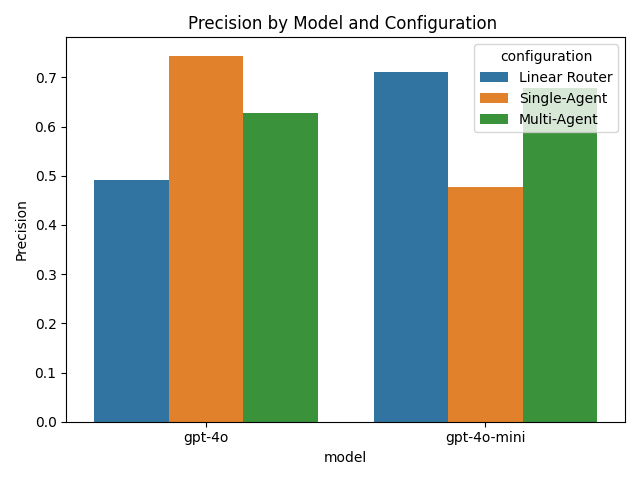 Precision by Model and Configuration
configuration
Linear Router
Single-Agent
Multi-Agent
Precision
0.7
0.6
0.5
0.4
0.3
0.2
0.1
0.0
gpt-4o
gpt-4o-mini
model